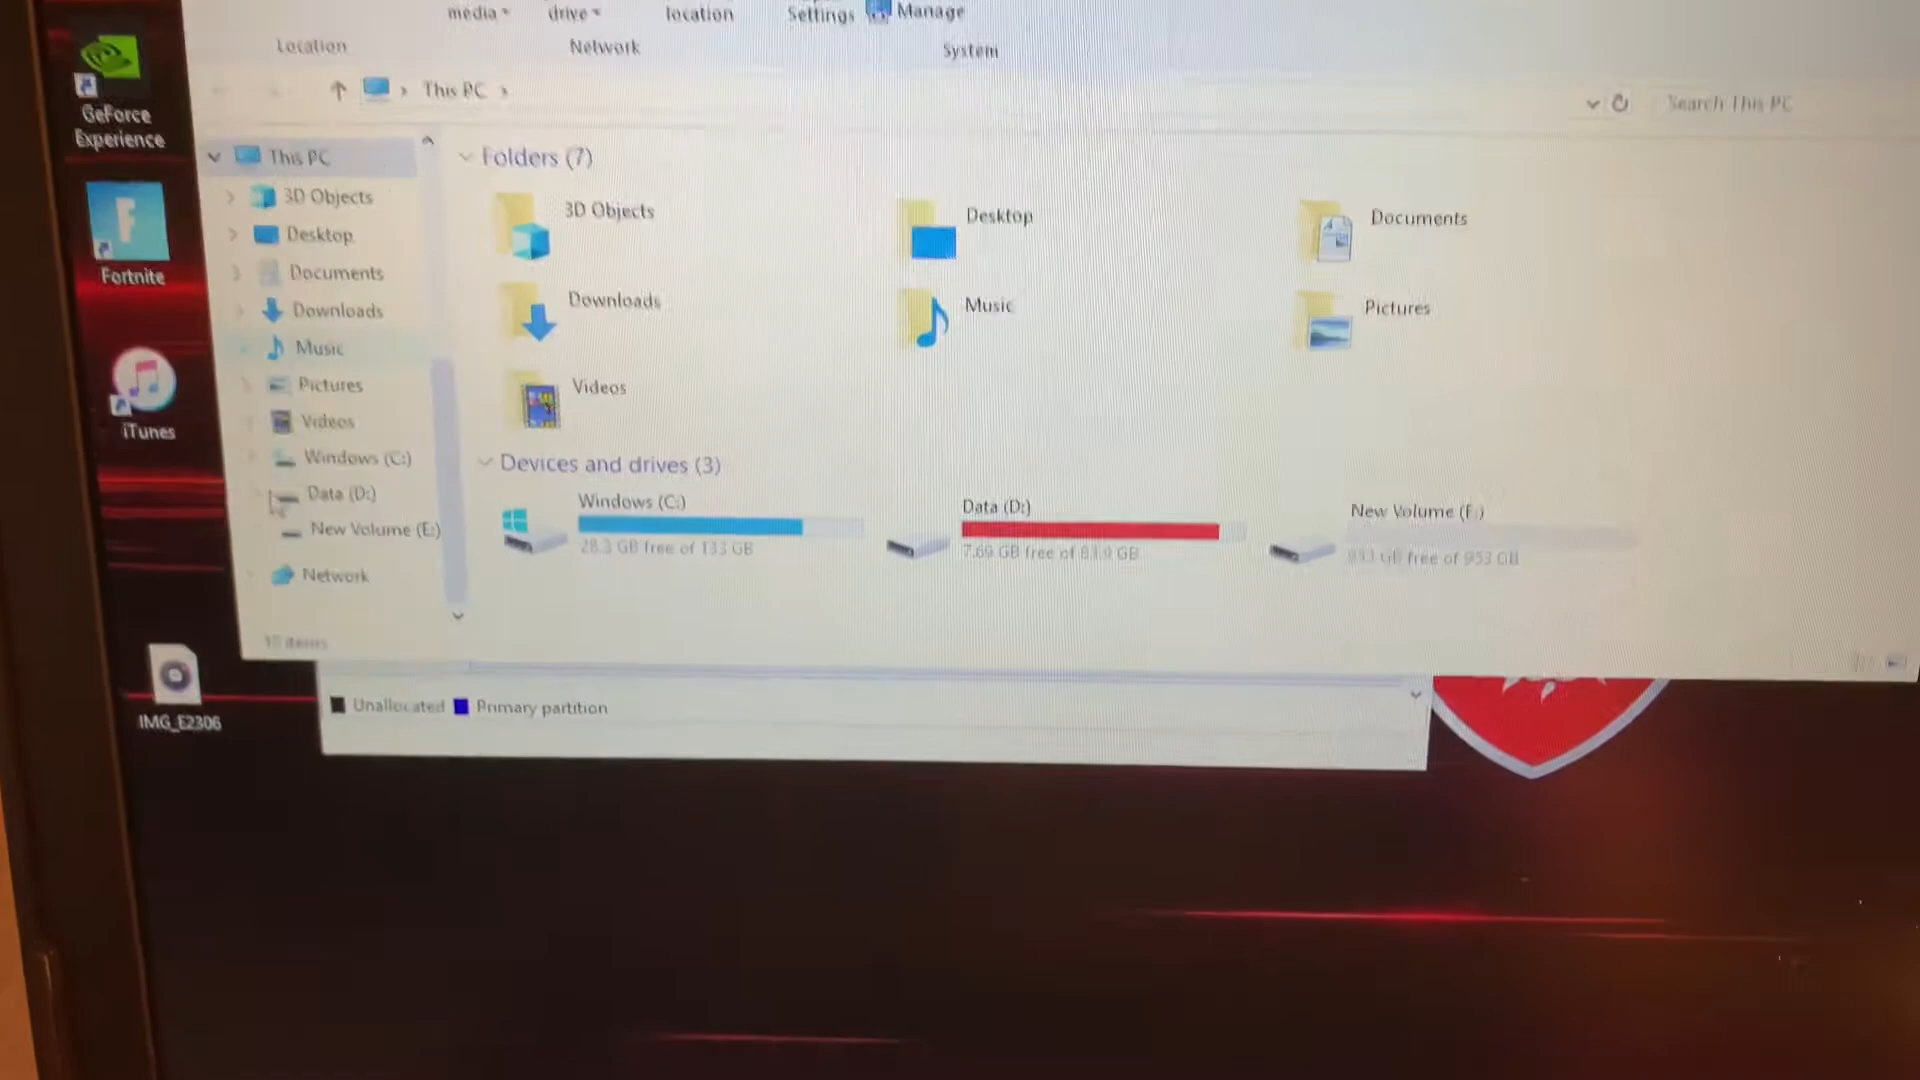 media
drive
location
Settings
Manage
Location
Network
System
This PC
Search This PC
GeForce
Experience
Fortnite
iTunes
IMG_E2306
This PC
3D Objects
Desktop
Documents
Downloads
Music
Pictures
Videos
Windows (C:)
Data (D:)
New Volume (E:)
Network
Folders (7)
3D Objects
Desktop
Documents
Downloads
Music
Pictures
Videos
Devices and drives (3)
Windows (C:)
28.3 GB free of 133 GB
Data (D:)
7.69 GB free of GB
New Volume
GB free of 953 GB
items
Unallocated
Primary partition